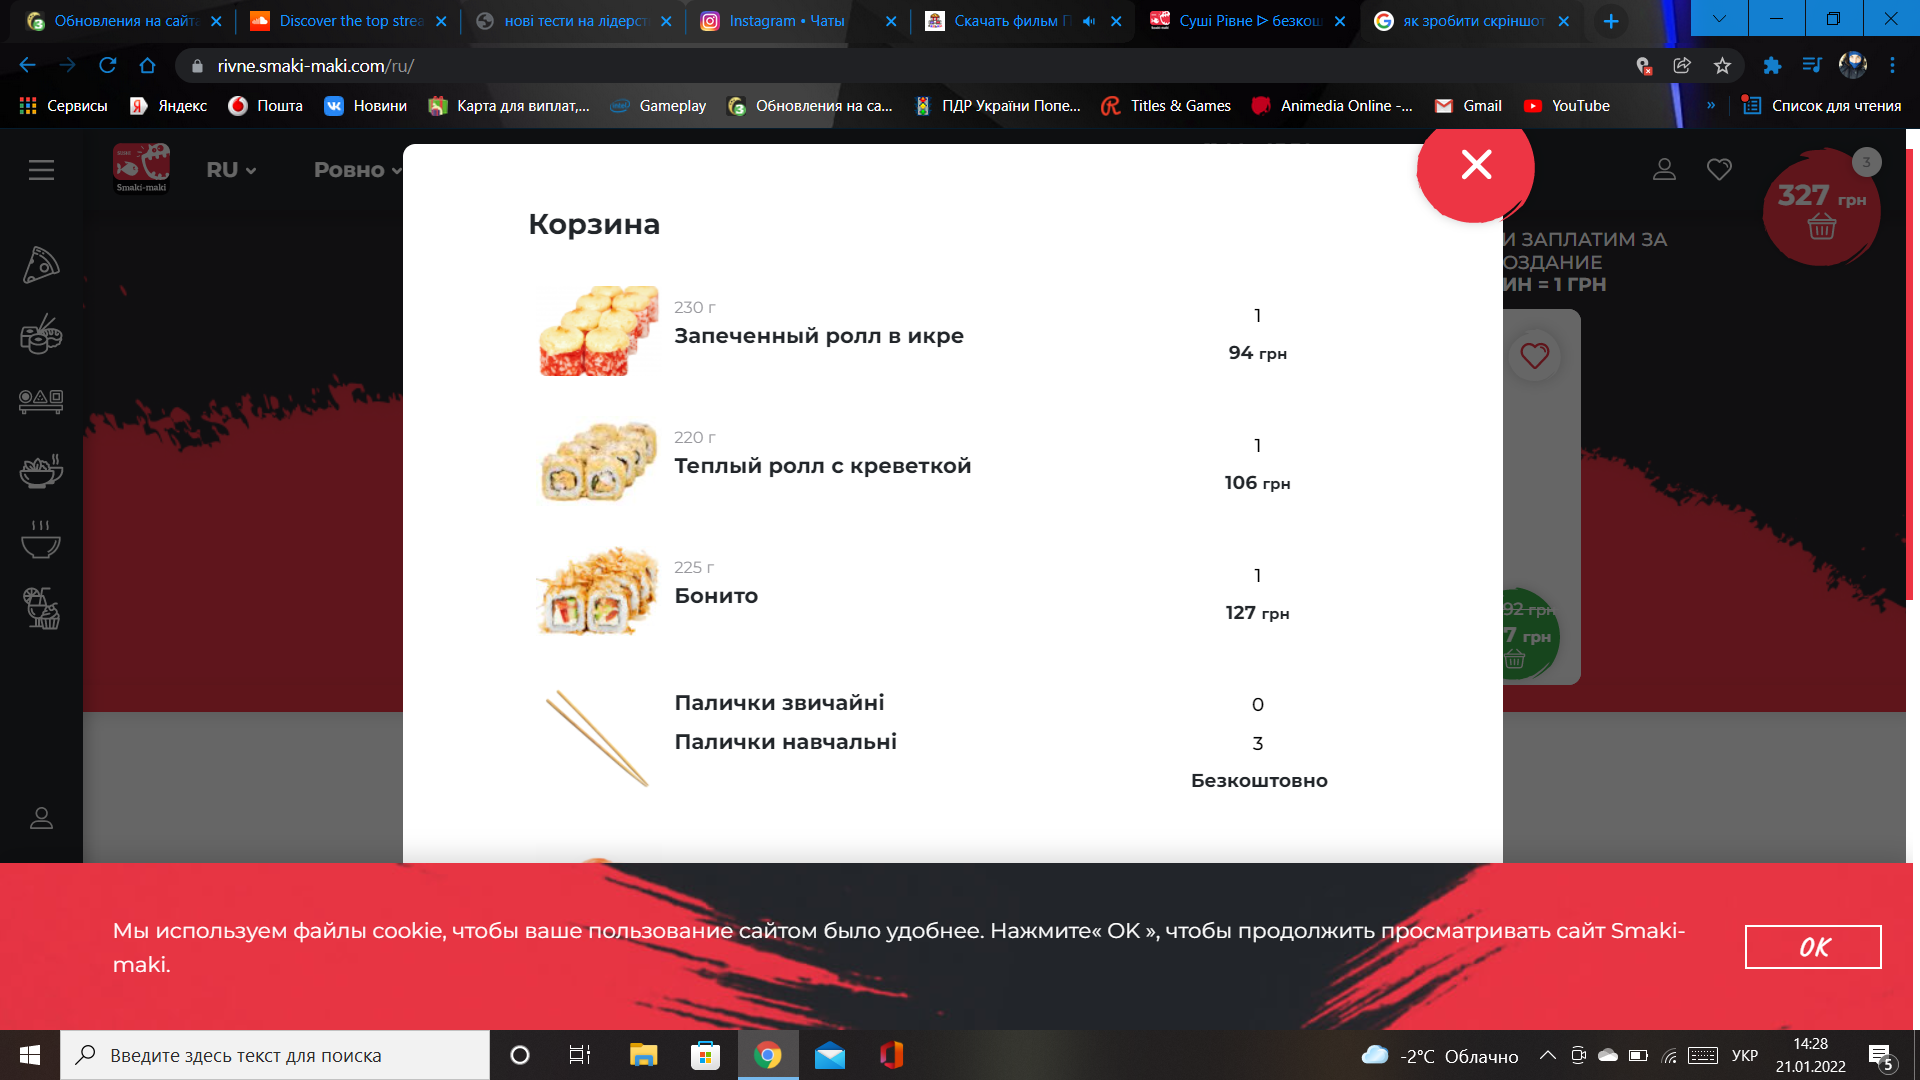 Обновления на сайта
Discover the top strea
нові тести на лідерст
Instagram • Чаты
Скачать фильм П
Суші Рівне ᐈ безкош
як зробити скріншот
rivne.smaki-maki.com/ru/
Сервисы
Яндекс
Пошта
Новини
Карта для виплат,...
Gameplay
Обновления на са...
ПДР України Попе...
Titles & Games
Animedia Online -...
Gmail
YouTube
»
Список для чтения
Smaki-maki
RU
Ровно
3
327 грн
И ЗАПЛАТИМ ЗА
ОЗДАНИЕ
ИН = 1 ГРН
Корзина
230 г
Запеченный ролл в икре
1
94 грн
220 г
Теплый ролл с креветкой
1
106 грн
225 г
Бонито
1
127 грн
92 грн
7 грн
Палички звичайні
0
Палички навчальні
3
Безкоштовно
Мы используем файлы cookie, чтобы ваше пользование сайтом было удобнее. Нажмите« OK », чтобы продолжить просматривать сайт Smaki-
maki.
OK
Введите здесь текст для поиска
-2°C Облачно
УКР
14:28
21.01.2022
5